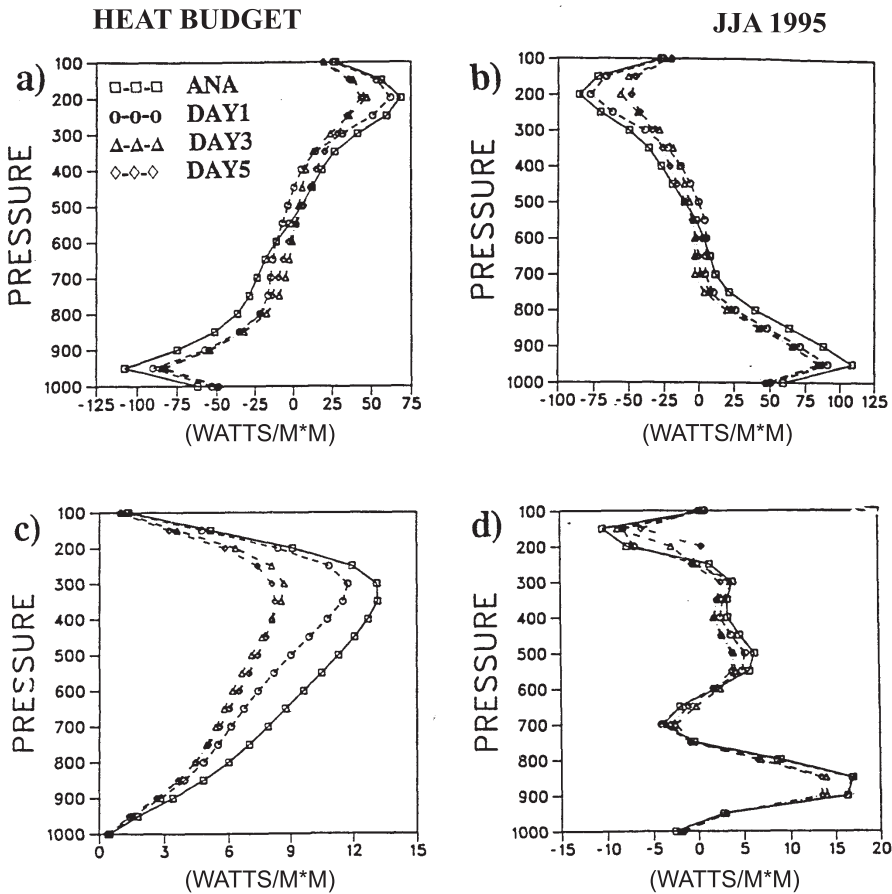 HEAT BUDGET
JJA 1995
a)
ANA
DAY1
DAY3
DAY5
PRESSURE
100
200
300
400
500
600
700
800
900
1000
-125 -100 -75 -50 -25 0 25 50 75
(WATTS/M*M)
b)
PRESSURE
100
200
300
400
500
600
700
800
900
1000
-100 -75 -50 -25 0 25 50 75 100 125
(WATTS/M*M)
c)
PRESSURE
100
200
300
400
500
600
700
800
900
1000
0 3 6 9 12 15
(WATTS/M*M)
d)
PRESSURE
100
200
300
400
500
600
700
800
900
1000
-15 -10 -5 0 5 10 15 20
(WATTS/M*M)